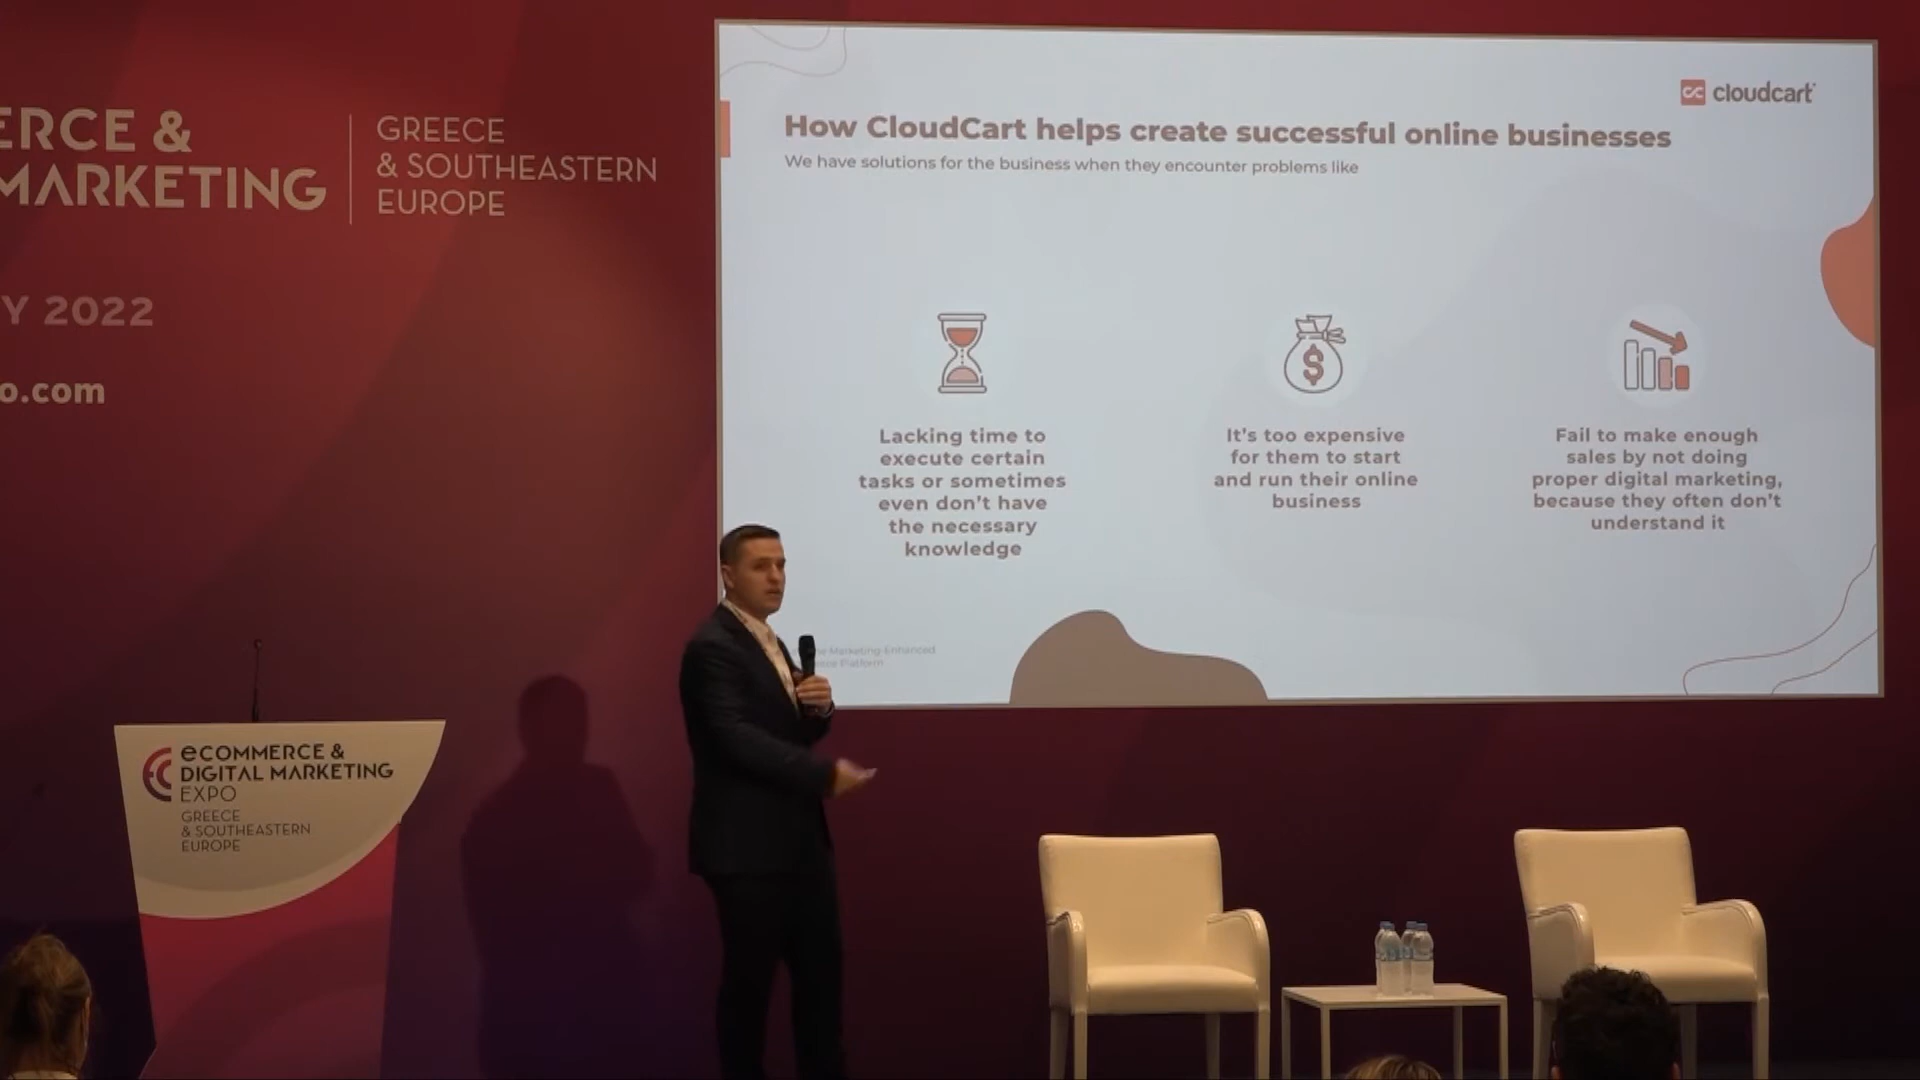 ERCE &
MARKETING
GREECE
& SOUTHEASTERN
EUROPE
Y 2022
o.com
cloudcart
How CloudCart helps create successful online businesses
We have solutions for the business when they encounter problems like
Lacking time to
execute certain
tasks or sometimes
even don't have
the necessary
knowledge
It's too expensive
for them to start
and run their online
business
Fail to make enough
sales by not doing
proper digital marketing,
because they often don't
understand it
Marketing-Enhanced
Platform
eCOMMERCE &
DIGITAL MARKETING
EXPO
GREECE
& SOUTHEASTERN
EUROPE